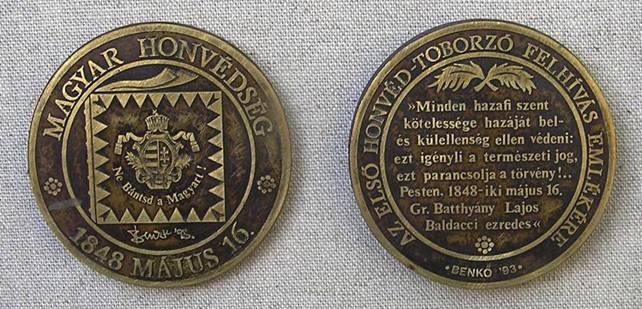 MAGYAR HONVÉDSÉG
Ne Bántsd a Magyart!
1848 MÁJUS 16.
AZ ELSŐ HONVÉD-TOBORZÓ FELHÍVÁS EMLÉKÉRE
»Minden hazafi szent
kötelessége hazáját bel-
és külellenség ellen védeni:
ezt igényli a természeti jog,
ezt parancsolja a törvény!..
Pesten, 1848-iki május 16.
Gr. Batthyány Lajos
Baldacci ezredes«
BENKŐ '93